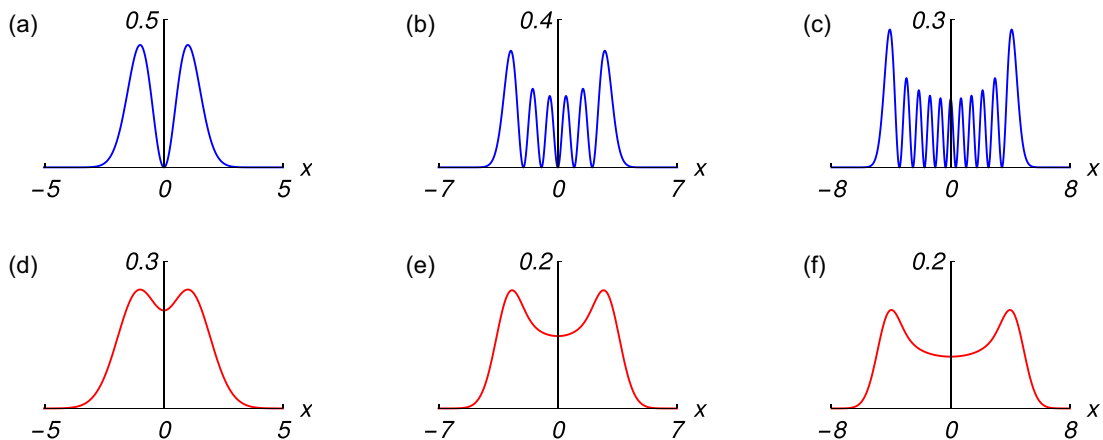 (a) 0.5 x −5 0 5
(b) 0.4 x −7 0 7
(c) 0.3 x −8 0 8
(d) 0.3 x −5 0 5
(e) 0.2 x −7 0 7
(f) 0.2 x −8 0 8